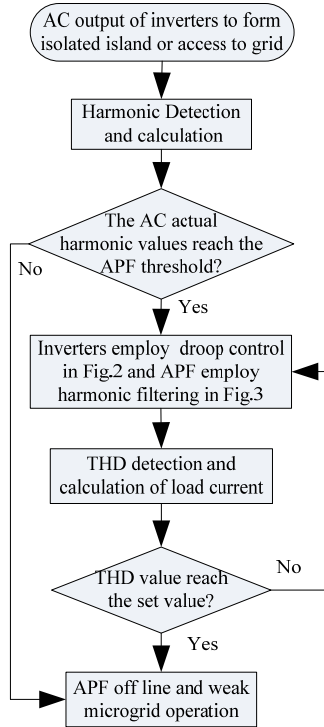 AC output of inverters to form
isolated island or access to grid
Harmonic Detection
and calculation
The AC actual
harmonic values reach the
APF threshold?
No
Yes
Inverters employ droop control
in Fig.2 and APF employ
harmonic filtering in Fig.3
THD detection and
calculation of load current
THD value reach
the set value?
No
Yes
APF off line and weak
microgrid operation